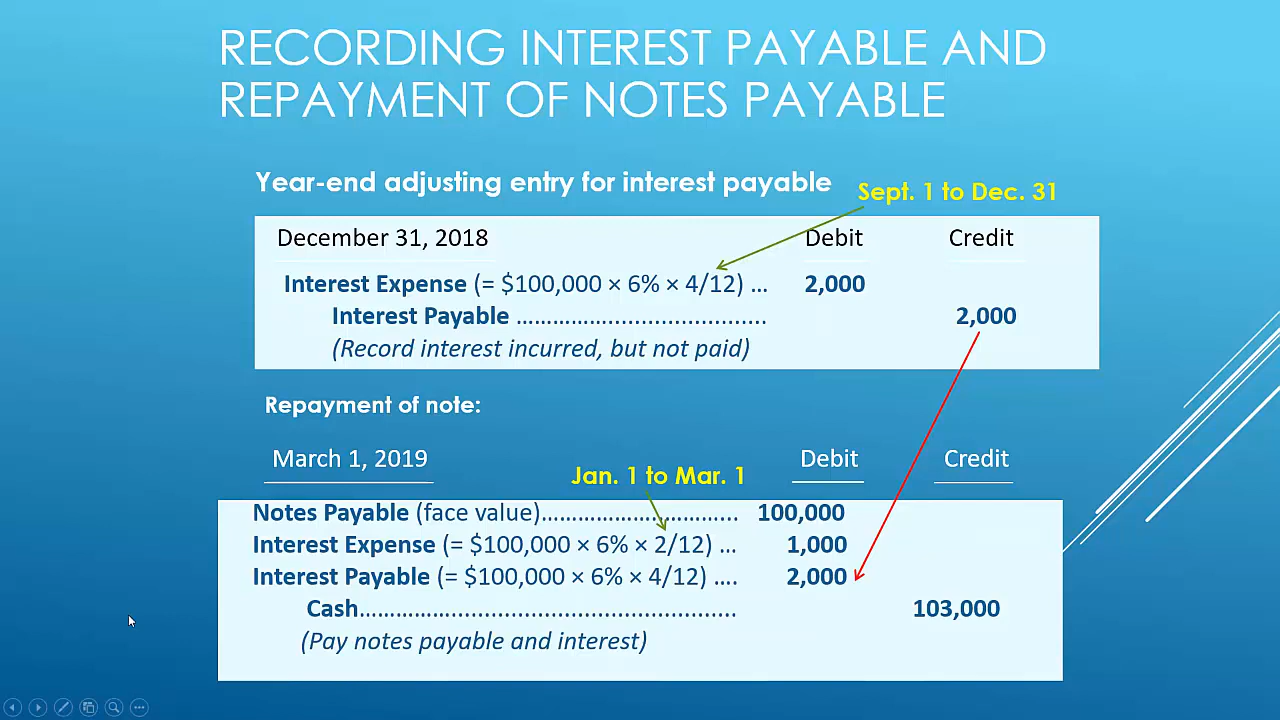 RECORDING INTEREST PAYABLE AND
REPAYMENT OF NOTES PAYABLE
Year-end adjusting entry for interest payable
Sept. 1 to Dec. 31
December 31, 2018 Debit Credit
Interest Expense (= $100,000 × 6% × 4/12) … 2,000
Interest Payable ……………........................ 2,000
(Record interest incurred, but not paid)
Repayment of note:
March 1, 2019 Debit Credit
Jan. 1 to Mar. 1
Notes Payable (face value)…………………………... 100,000
Interest Expense (= $100,000 × 6% × 2/12) … 1,000
Interest Payable (= $100,000 × 6% × 4/12) …. 2,000
Cash……………........................................... 103,000
(Pay notes payable and interest)